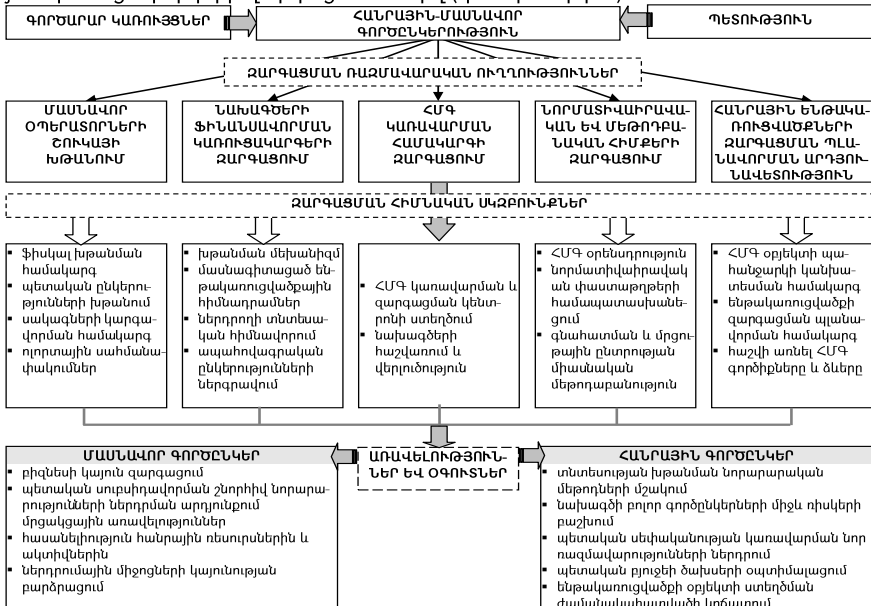 ԳՈՐԾԱՐԱՐ ԿԱՌՈՒՅՑՆԵՐ
ՀԱՆՐԱՅԻՆ-ՄԱՍՆԱՎՈՐ
ԳՈՐԾԸՆԿԵՐՈՒԹՅՈՒՆ
ՊԵՏՈՒԹՅՈՒՆ
ԶԱՐԳԱՑՄԱՆ ՌԱԶՄԱՎԱՐԱԿԱՆ ՈՒՂՂՈՒԹՅՈՒՆՆԵՐ
ՄԱՍՆԱՎՈՐ
ՕՊԵՐԱՏՈՐՆԵՐԻ
ՇՈՒԿԱՅԻ
ԽԹԱՆՈՒՄ
ՆԱԽԱԳԾԵՐԻ
ՖԻՆԱՆՍԱՎՈՐՄԱՆ
ԿԱՌՈՒՑԱԿԱՐԳԵՐԻ
ԶԱՐԳԱՑՈՒՄ
ՀՄԳ
ԿԱՌԱՎԱՐՄԱՆ
ՀԱՄԱԿԱՐԳԻ
ԶԱՐԳԱՑՈՒՄ
ՆՈՐՄԱՏԻՎԱԻՐԱՎԱ-
ԿԱՆ ԵՎ ՄԵԹՈԴԲԱ-
ՆԱԿԱՆ ՀԻՄՔԵՐԻ
ԶԱՐԳԱՑՈՒՄ
ՀԱՆՐԱՅԻՆ ԵՆԹԱԿԱ-
ՌՈՒՑՎԱԾՔՆԵՐԻ
ԶԱՐԳԱՑՄԱՆ ՊԼԱ-
ՆԱՎՈՐՄԱՆ ԱՐԴՅՈՒ-
ՆԱՎԵՏՈՒԹՅՈՒՆ
ԶԱՐԳԱՑՄԱՆ ՀԻՄՆԱԿԱՆ ՍԿԶԲՈՒՆՔՆԵՐ
▪ ֆիսկալ խթանման
համակարգ
▪ պետական ընկերու-
թյունների խթանում
▪ սակագների կարգա-
վորման համակարգ
▪ ոլորտային սահմանա-
փակումներ
▪ խթանման մեխանիզմ
▪ մասնագիտացած են-
թակառուցվածքային
հիմնադրամներ
▪ ներդրողի տնտեսա-
կան հիմնավորում
▪ ապահովագրական
ընկերությունների
ներգրավում
▪ ՀՄԳ կառավարման և
զարգացման կենտ-
րոնի ստեղծում
▪ նախագծերի
հաշվառում և
վերլուծություն
▪ ՀՄԳ օրենսդրություն
▪ նորմատիվաիրավակ
ան փաստաթղթերի
համապատասխանե-
ցում
▪ գնահատման և մրցու-
թային ընտրության
միասնական
մեթոդաբանություն
▪ ՀՄԳ օբյեկտի պա-
հանջարկի կանխա-
տեսման համակարգ
▪ ենթակառուցվածքի
զարգացման պլանա-
վորման համակարգ
▪ հաշվի առնել ՀՄԳ
գործիքները և ձևերը
ՄԱՍՆԱՎՈՐ ԳՈՐԾԸՆԿԵՐ
▪ բիզնեսի կայուն զարգացում
▪ պետական սուբսիդավորման շնորհիվ նորարա-
րությունների ներդրման արդյունքում
մրցակցային առավելություններ
▪ հասանելիություն հանրային ռեսուրսներին և
ակտիվներին
▪ ներդրումային միջոցների կայունության
բարձրացում
ԱՌԱՎԵԼՈՒԹՅՈՒՆ-
ՆԵՐ ԵՎ ՕԳՈՒՏՆԵՐ
ՀԱՆՐԱՅԻՆ ԳՈՐԾԸՆԿԵՐ
▪ տնտեսության խթանման նորարարական
մեթոդների մշակում
▪ նախագծի բոլոր գործընկերների միջև ռիսկերի
բաշխում
▪ պետական սեփականության կառավարման նոր
ռազմավարությունների ներդրում
▪ պետական բյուջեի ծախսերի օպտիմալացում
▪ ենթակառուցվածքի օբյեկտի ստեղծման